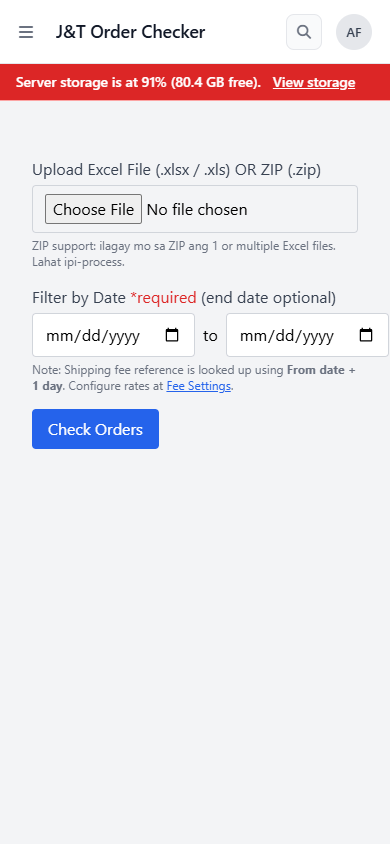 J&T Order Checker
AF
Server storage is at 91% (80.4 GB free). View storage
Upload Excel File (.xlsx / .xls) OR ZIP (.zip)
Choose File No file chosen
ZIP support: ilagay mo sa ZIP ang 1 or multiple Excel files.
Lahat ipi-process.
Filter by Date *required (end date optional)
mm/dd/yyyy to mm/dd/yyyy
Note: Shipping fee reference is looked up using From date +
1 day. Configure rates at Fee Settings.
Check Orders